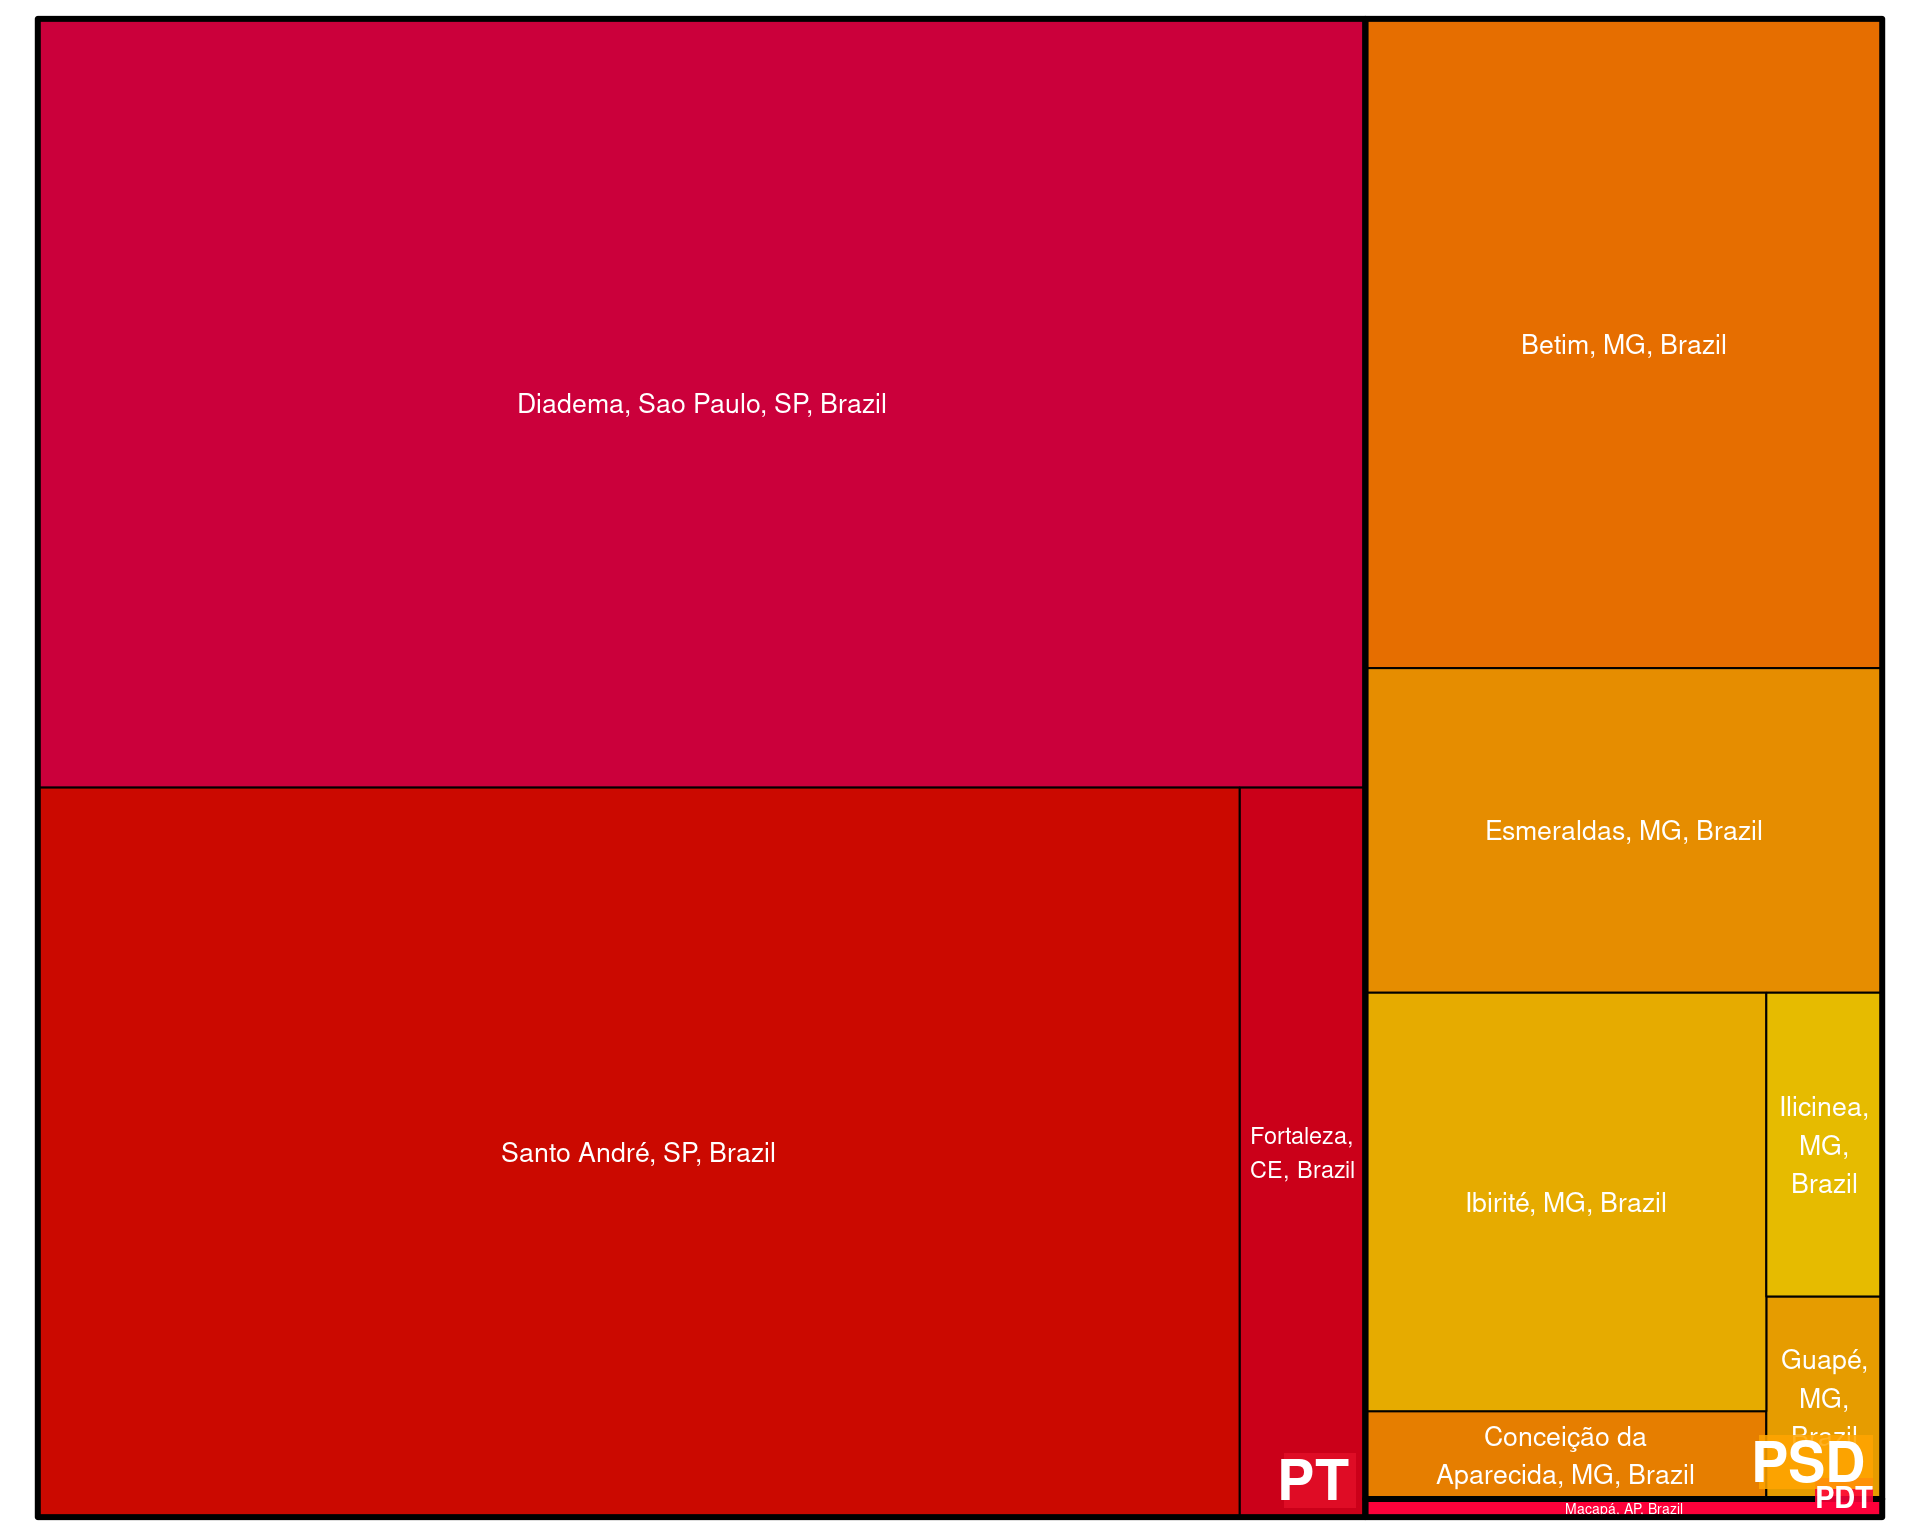 Diadema, Sao Paulo, SP, Brazil
Santo André, SP, Brazil
Fortaleza,
CE, Brazil
PT
Betim, MG, Brazil
Esmeraldas, MG, Brazil
Ibirité, MG, Brazil
Ilicinea,
MG,
Brazil
Guapé,
MG,
Brazil
Conceição da
Aparecida, MG, Brazil
PSD
PDT
Macapá, AP, Brazil